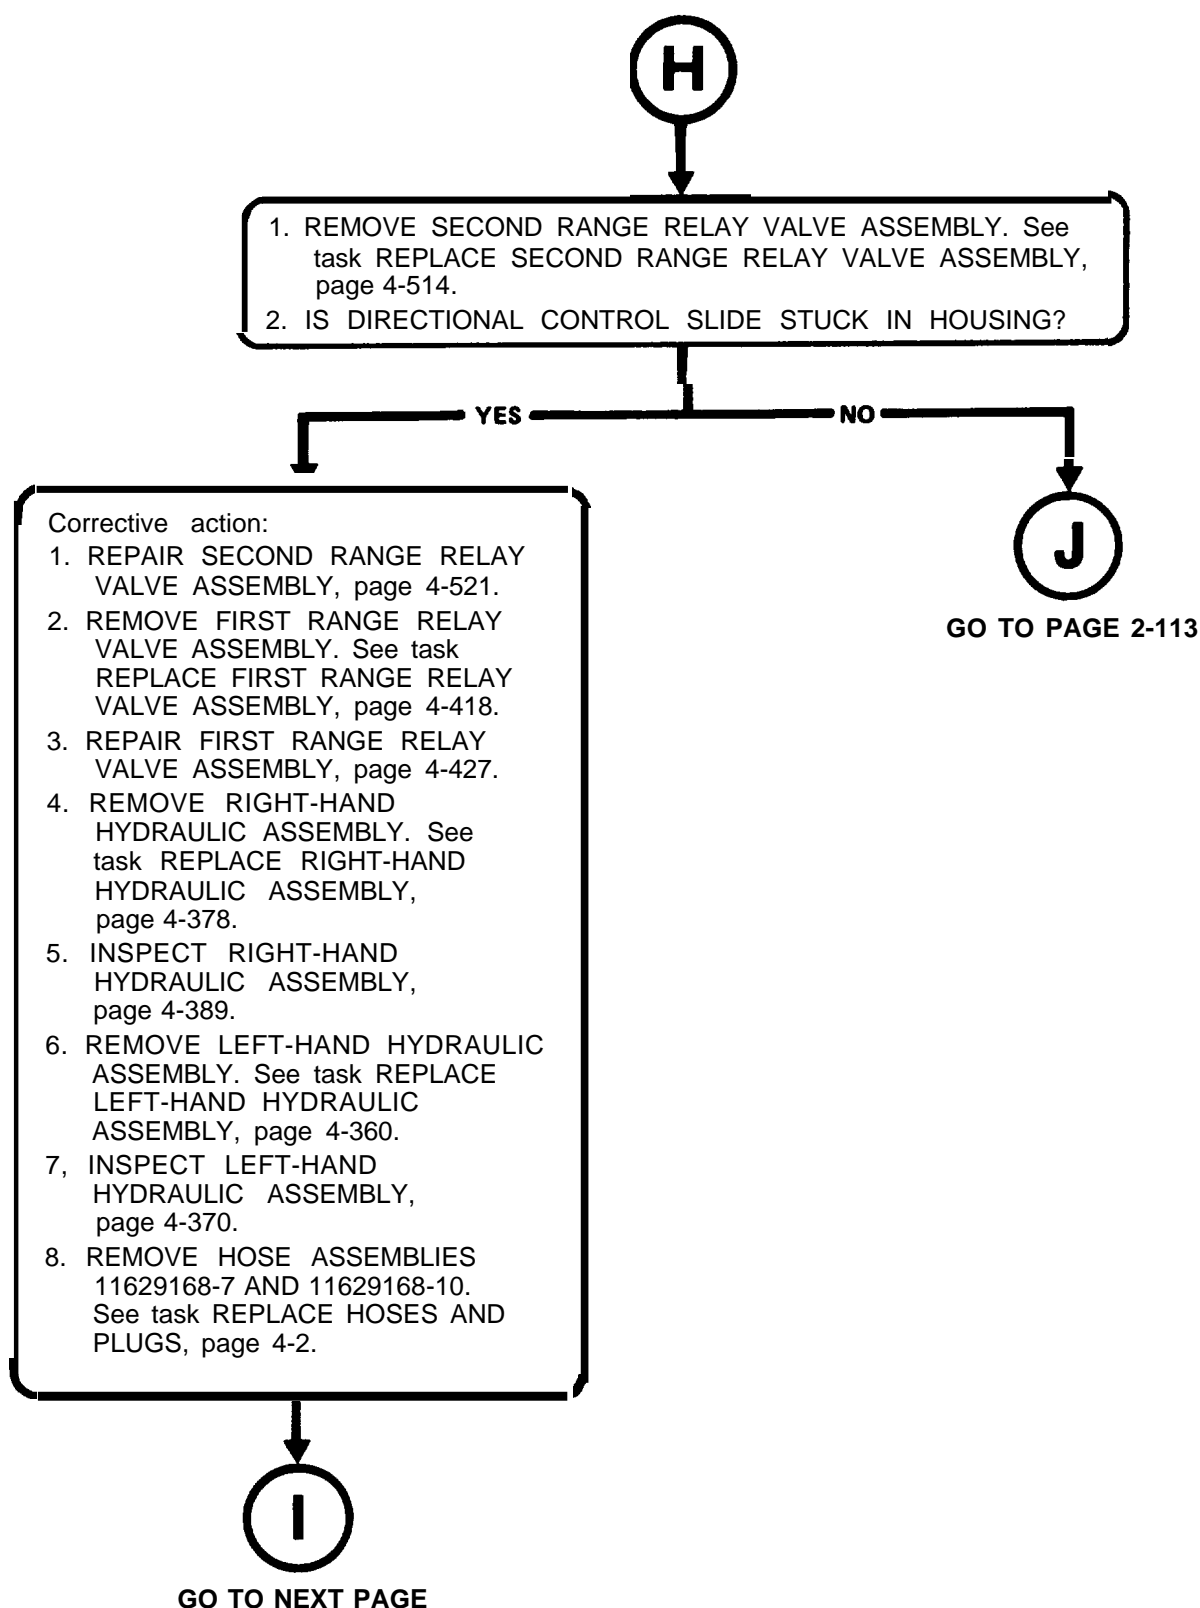 H
1. REMOVE SECOND RANGE RELAY VALVE ASSEMBLY. See
task REPLACE SECOND RANGE RELAY VALVE ASSEMBLY,
page 4-514.
2. IS DIRECTIONAL CONTROL SLIDE STUCK IN HOUSING?
YES
NO
Corrective action:
1. REPAIR SECOND RANGE RELAY
VALVE ASSEMBLY, page 4-521.
2. REMOVE FIRST RANGE RELAY
VALVE ASSEMBLY. See task
REPLACE FIRST RANGE RELAY
VALVE ASSEMBLY, page 4-418.
3. REPAIR FIRST RANGE RELAY
VALVE ASSEMBLY, page 4-427.
4. REMOVE RIGHT-HAND
HYDRAULIC ASSEMBLY. See
task REPLACE RIGHT-HAND
HYDRAULIC ASSEMBLY,
page 4-378.
5. INSPECT RIGHT-HAND
HYDRAULIC ASSEMBLY,
page 4-389.
6. REMOVE LEFT-HAND HYDRAULIC
ASSEMBLY. See task REPLACE
LEFT-HAND HYDRAULIC
ASSEMBLY, page 4-360.
7, INSPECT LEFT-HAND
HYDRAULIC ASSEMBLY,
page 4-370.
8. REMOVE HOSE ASSEMBLIES
11629168-7 AND 11629168-10.
See task REPLACE HOSES AND
PLUGS, page 4-2.
J
GO TO PAGE 2-113
I
GO TO NEXT PAGE